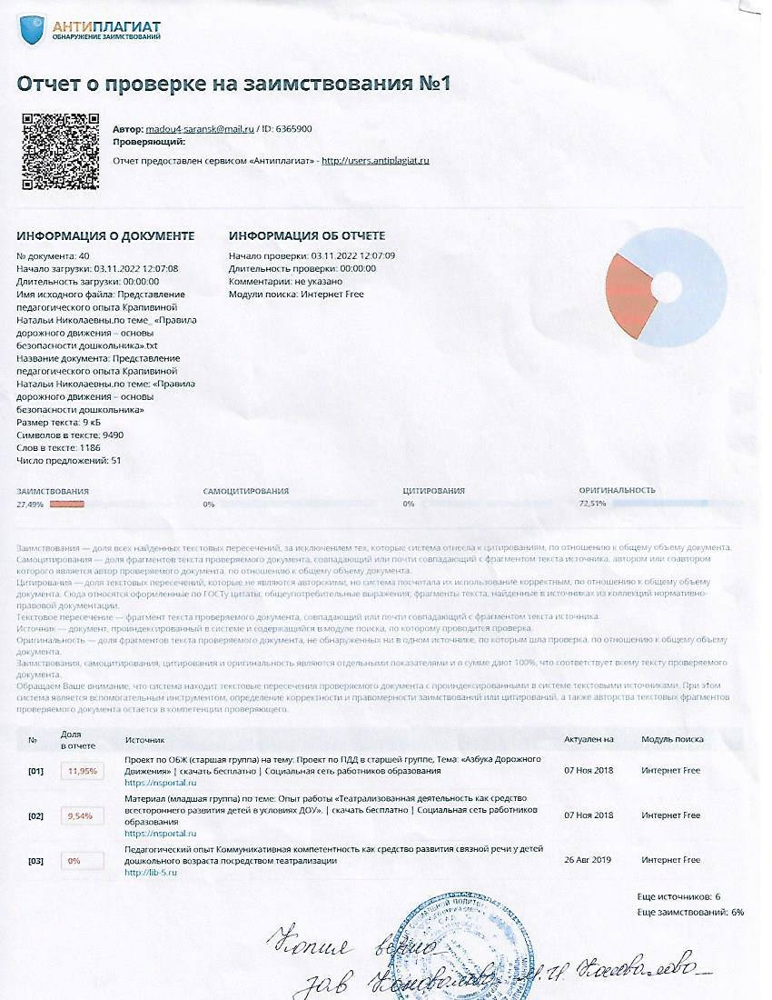 АНТИПЛАГИАТ
ОБНАРУЖЕНИЕ ЗАИМСТВОВАНИЙ
Отчет о проверке на заимствования №1
Автор: madou4-saransk@mail.ru / ID: 6365900
Проверяющий:
Отчет предоставлен сервисом «Антиплагиат» - http://users.antiplagiat.ru
ИНФОРМАЦИЯ О ДОКУМЕНТЕ
№ документа: 40
Начало загрузки: 03.11.2022 12:07:08
Длительность загрузки: 00:00:00
Имя исходного файла: Представление
педагогического опыта Крапивиной
Натальи Николаевны.по теме_ «Правила
дорожного движения – основы
безопасности дошкольника».txt
Название документа: Представление
педагогического опыта Крапивиной
Натальи Николаевны.по теме: «Правила
дорожного движения – основы
безопасности дошкольника»
Размер текста: 9 кБ
Символов в тексте: 9490
Слов в тексте: 1186
Число предложений: 51
ИНФОРМАЦИЯ ОБ ОТЧЕТЕ
Начало проверки: 03.11.2022 12:07:09
Длительность проверки: 00:00:00
Комментарии: не указано
Модули поиска: Интернет Free
ЗАИМСТВОВАНИЯ
27,49%
САМОЦИТИРОВАНИЯ
0%
ЦИТИРОВАНИЯ
0%
ОРИГИНАЛЬНОСТЬ
72,51%
Заимствования — доля всех найденных текстовых пересечений, за исключением тех, которые система отнесла к цитированиям, по отношению к общему объему документа.
Самоцитирования — доля фрагментов текста проверяемого документа, совпадающий или почти совпадающий с фрагментом текста источника, автором или соавтором
которого является автор проверяемого документа, по отношению к общему объему документа.
Цитирования — доля текстовых пересечений, которые не являются авторскими, но система посчитала их использование корректным, по отношению к общему объему
документа. Сюда относятся оформленные по ГОСТу цитаты; общеупотребительные выражения; фрагменты текста, найденные в источниках из коллекций нормативно-
правовой документации.
Текстовое пересечение — фрагмент текста проверяемого документа, совпадающий или почти совпадающий с фрагментом текста источника.
Источник — документ, проиндексированный в системе и содержащийся в модуле поиска, по которому проводится проверка.
Оригинальность — доля фрагментов текста проверяемого документа, не обнаруженных ни в одном источнике, по которым шла проверка, по отношению к общему объему
документа.
Заимствования, самоцитирования, цитирования и оригинальность являются отдельными показателями и в сумме дают 100%, что соответствует всему тексту проверяемого
документа.
Обращаем Ваше внимание, что система находит текстовые пересечения проверяемого документа с проиндексированными в системе текстовыми источниками. При этом
система является вспомогательным инструментом, определение корректности и правомерности заимствований или цитирований, а также авторства текстовых фрагментов
проверяемого документа остается в компетенции проверяющего.
№ Доля в отчете Источник Актуален на Модуль поиска
[01] 11,95% Проект по ОБЖ (старшая группа) на тему: Проект по ПДД в старшей группе, Тема: «Азбука Дорожного
Движения» | скачать бесплатно | Социальная сеть работников образования 07 Ноя 2018 Интернет Free
https://nsportal.ru
Материал (младшая группа) по теме: Опыт работы «Театрализованная деятельность как средство
[02] 9,54% всестороннего развития детей в условиях ДОУ». | скачать бесплатно | Социальная сеть работников 07 Ноя 2018 Интернет Free
образования
https://nsportal.ru
Педагогический опыт Коммуникативная компетентность как средство развития связной речи у детей
[03] 0% дошкольного возраста посредством театрализации 26 Авг 2019 Интернет Free
http://lib-5.ru
Еще источников: 6
Еще заимствований: 6%
Копия верна
зав Коновалова М.И. Коновалова